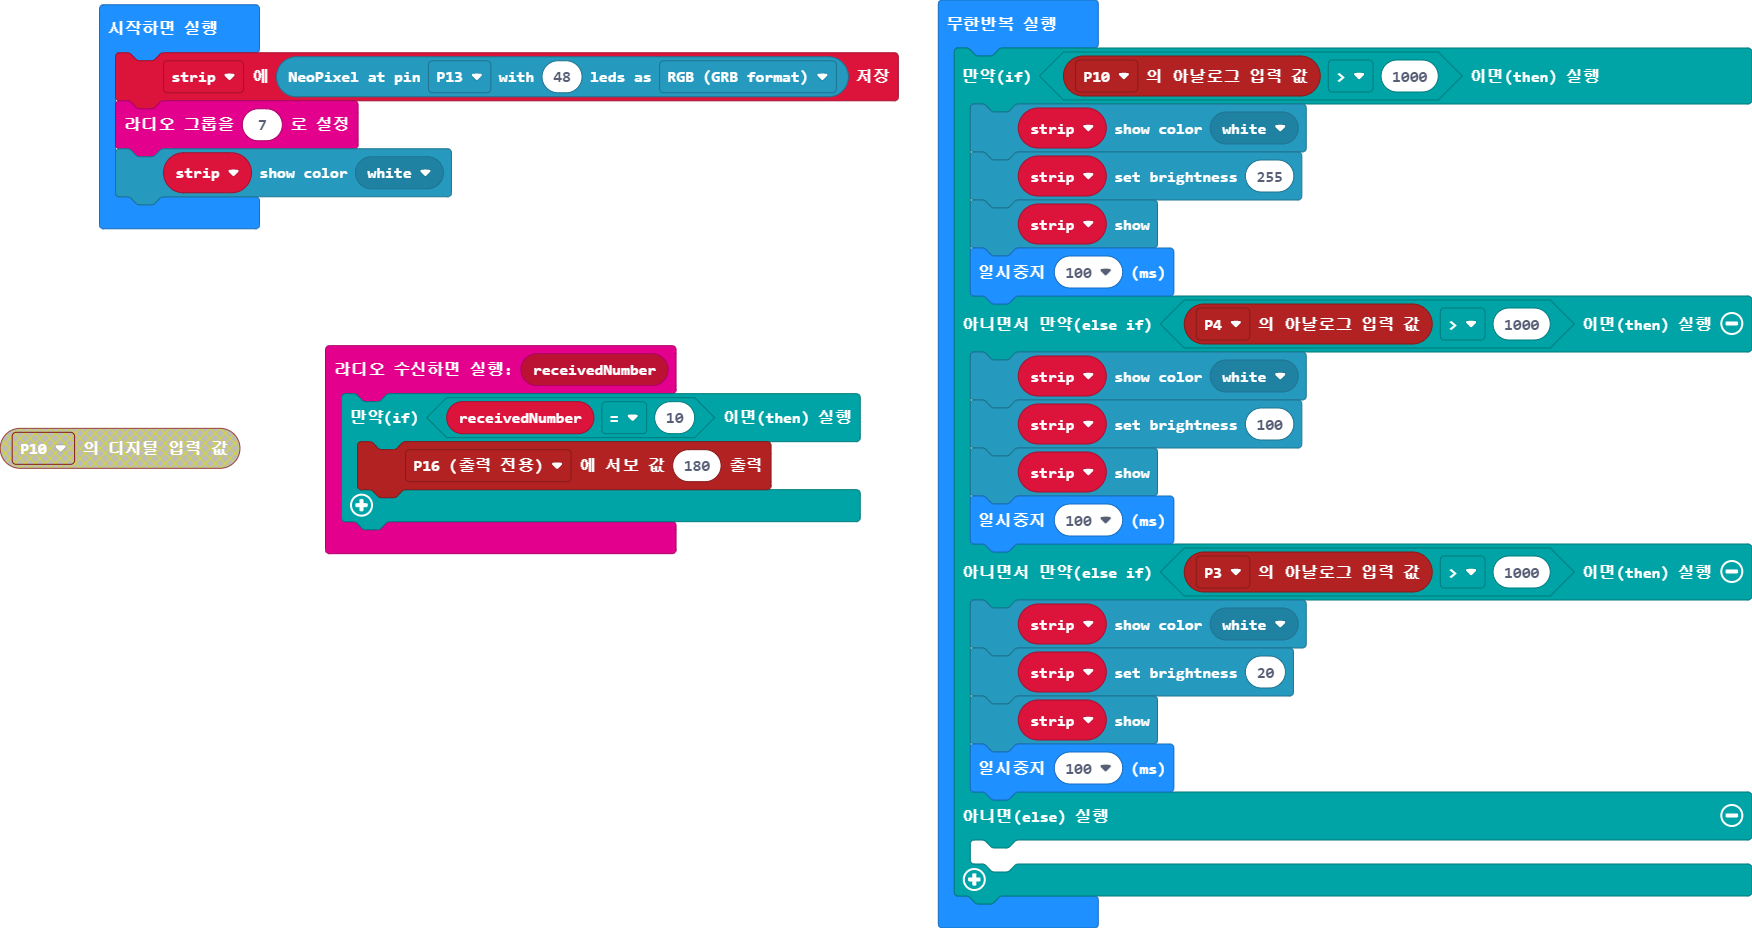 시작하면 실행
strip 에 NeoPixel at pin P13 with 48 leds as RGB (GRB format) 저장
라디오 그룹을 7 로 설정
strip show color white
P10 의 디지털 입력 값
라디오 수신하면 실행: receivedNumber
만약(if) receivedNumber = 10 이면(then) 실행
P16 (출력 전용) 에 서보 값 180 출력
무한반복 실행
만약(if) P10 의 아날로그 입력 값 > 1000 이면(then) 실행
strip show color white
strip set brightness 255
strip show
일시중지 100 (ms)
아니면서 만약(else if) P4 의 아날로그 입력 값 > 1000 이면(then) 실행
strip show color white
strip set brightness 100
strip show
일시중지 100 (ms)
아니면서 만약(else if) P3 의 아날로그 입력 값 > 1000 이면(then) 실행
strip show color white
strip set brightness 20
strip show
일시중지 100 (ms)
아니면(else) 실행